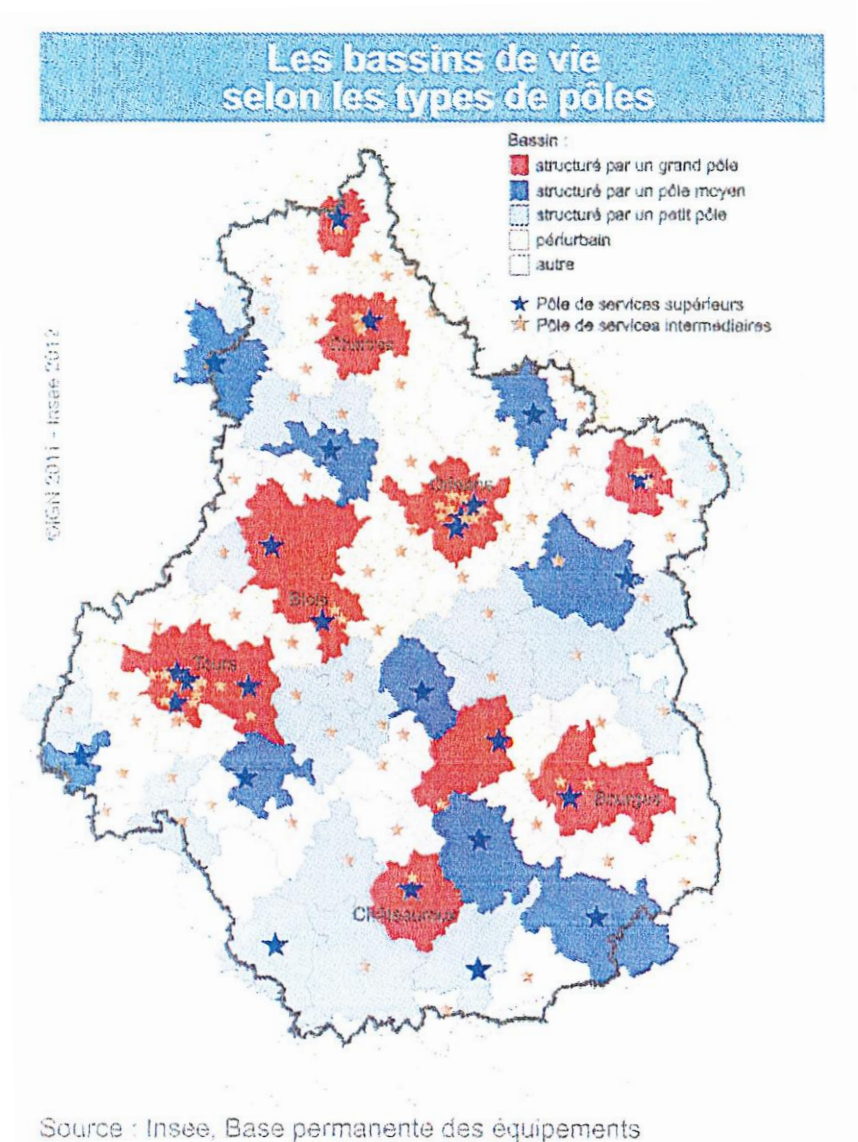 Les bassins de vie
selon les types de pôles
Bassin :
structuré par un grand pôle
structuré par un pôle moyen
structuré par un petit pôle
périurbain
autre
Pôle de services supérieurs
Pôle de services intermédiaires
©IGN 2011 - Insee 2012
Chartres
Orléans
Blois
Tours
Bourges
Châteauroux
Source : Insee, Base permanente des équipements